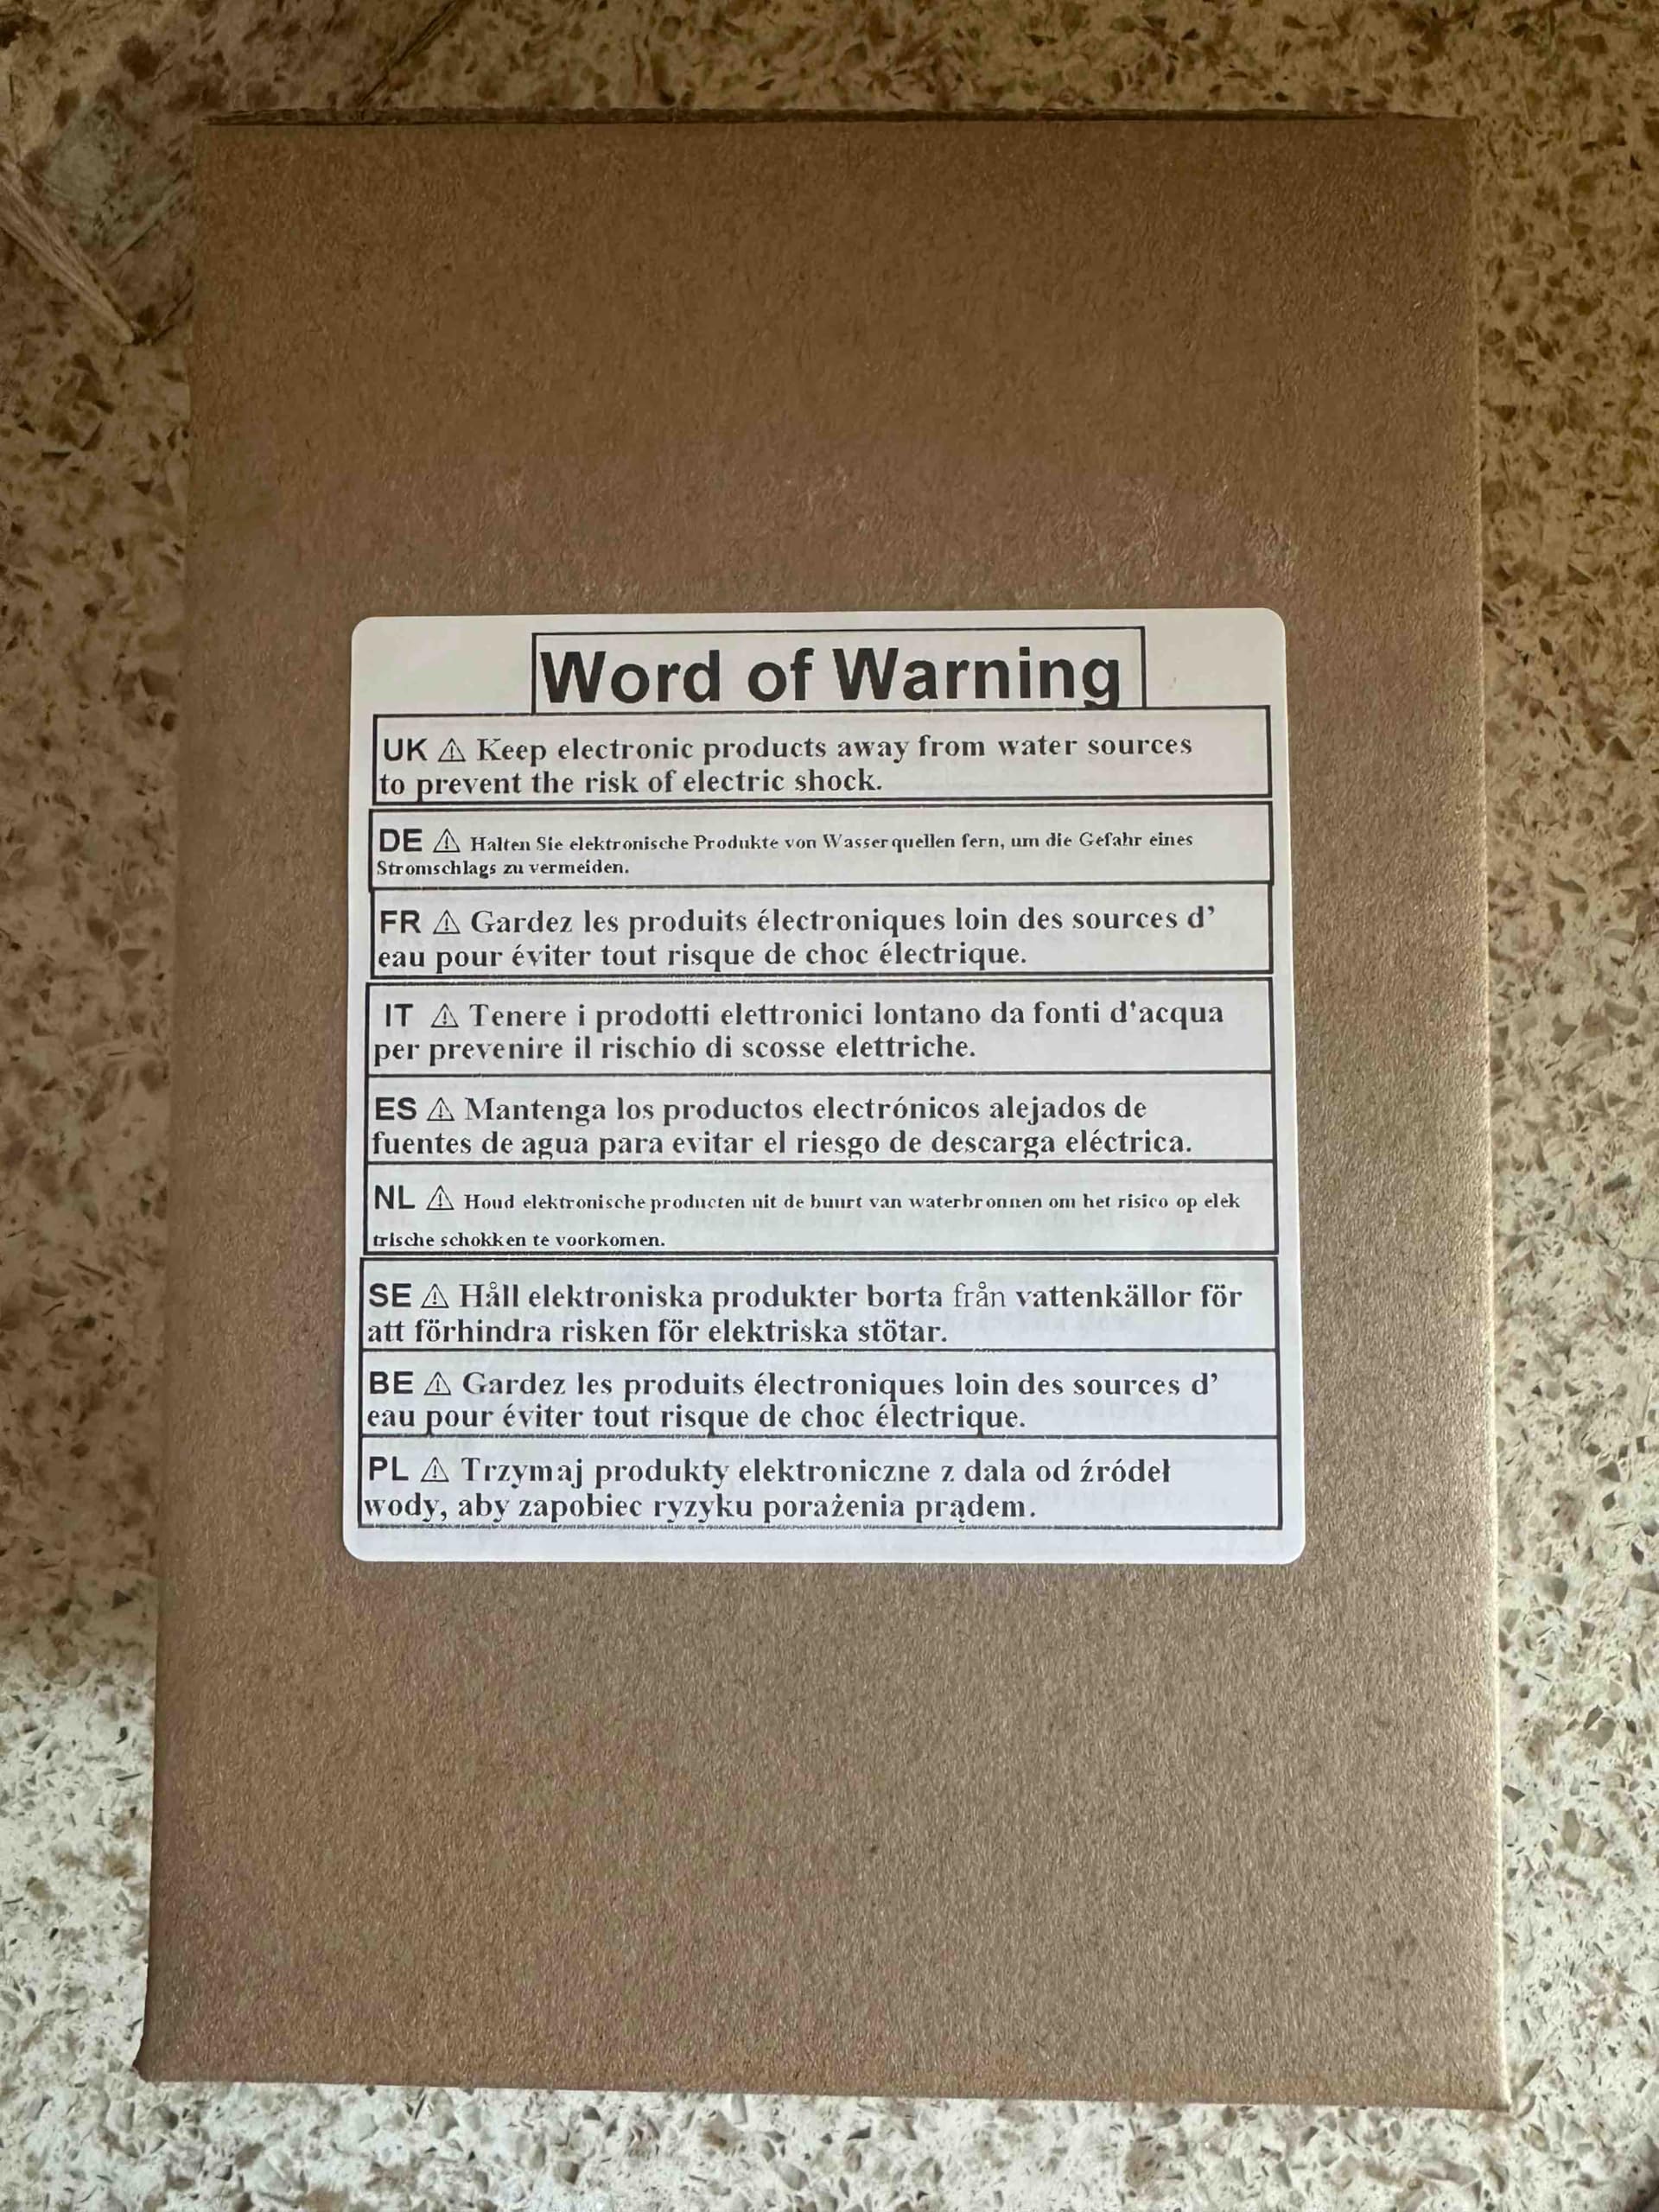 Word of Warning
UK ⚠ Keep electronic products away from water sources
to prevent the risk of electric shock.
DE ⚠ Halten Sie elektronische Produkte von Wasserquellen fern, um die Gefahr eines
Stromschlags zu vermeiden.
FR ⚠ Gardez les produits électroniques loin des sources d’
eau pour éviter tout risque de choc électrique.
IT ⚠ Tenere i prodotti elettronici lontano da fonti d'acqua
per prevenire il rischio di scosse elettriche.
ES ⚠ Mantenga los productos electrónicos alejados de
fuentes de agua para evitar el riesgo de descarga eléctrica.
NL ⚠ Houd elektronische producten uit de buurt van waterbronnen om het risico op elek
trische schokken te voorkomen.
SE ⚠ Håll elektroniska produkter borta från vattenkällor för
att förhindra risken för elektriska stötar.
BE ⚠ Gardez les produits électroniques loin des sources d’
eau pour éviter tout risque de choc électrique.
PL ⚠ Trzymaj produkty elektroniczne z dala od źródeł
wody, aby zapobiec ryzyku porażenia prądem.